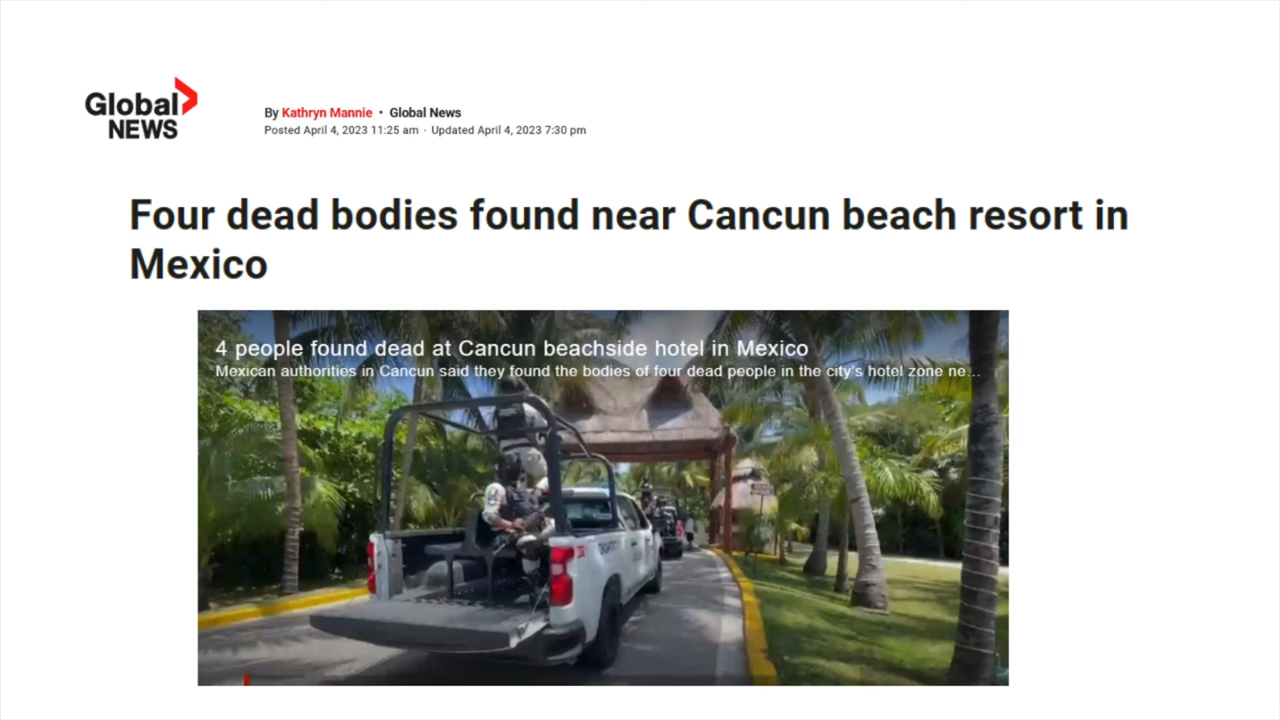 Global
NEWS
By Kathryn Mannie • Global News
Posted April 4, 2023 11:25 am · Updated April 4, 2023 7:30 pm
Four dead bodies found near Cancun beach resort in
Mexico
4 people found dead at Cancun beachside hotel in Mexico
Mexican authorities in Cancun said they found the bodies of four dead people in the city's hotel zone ne...